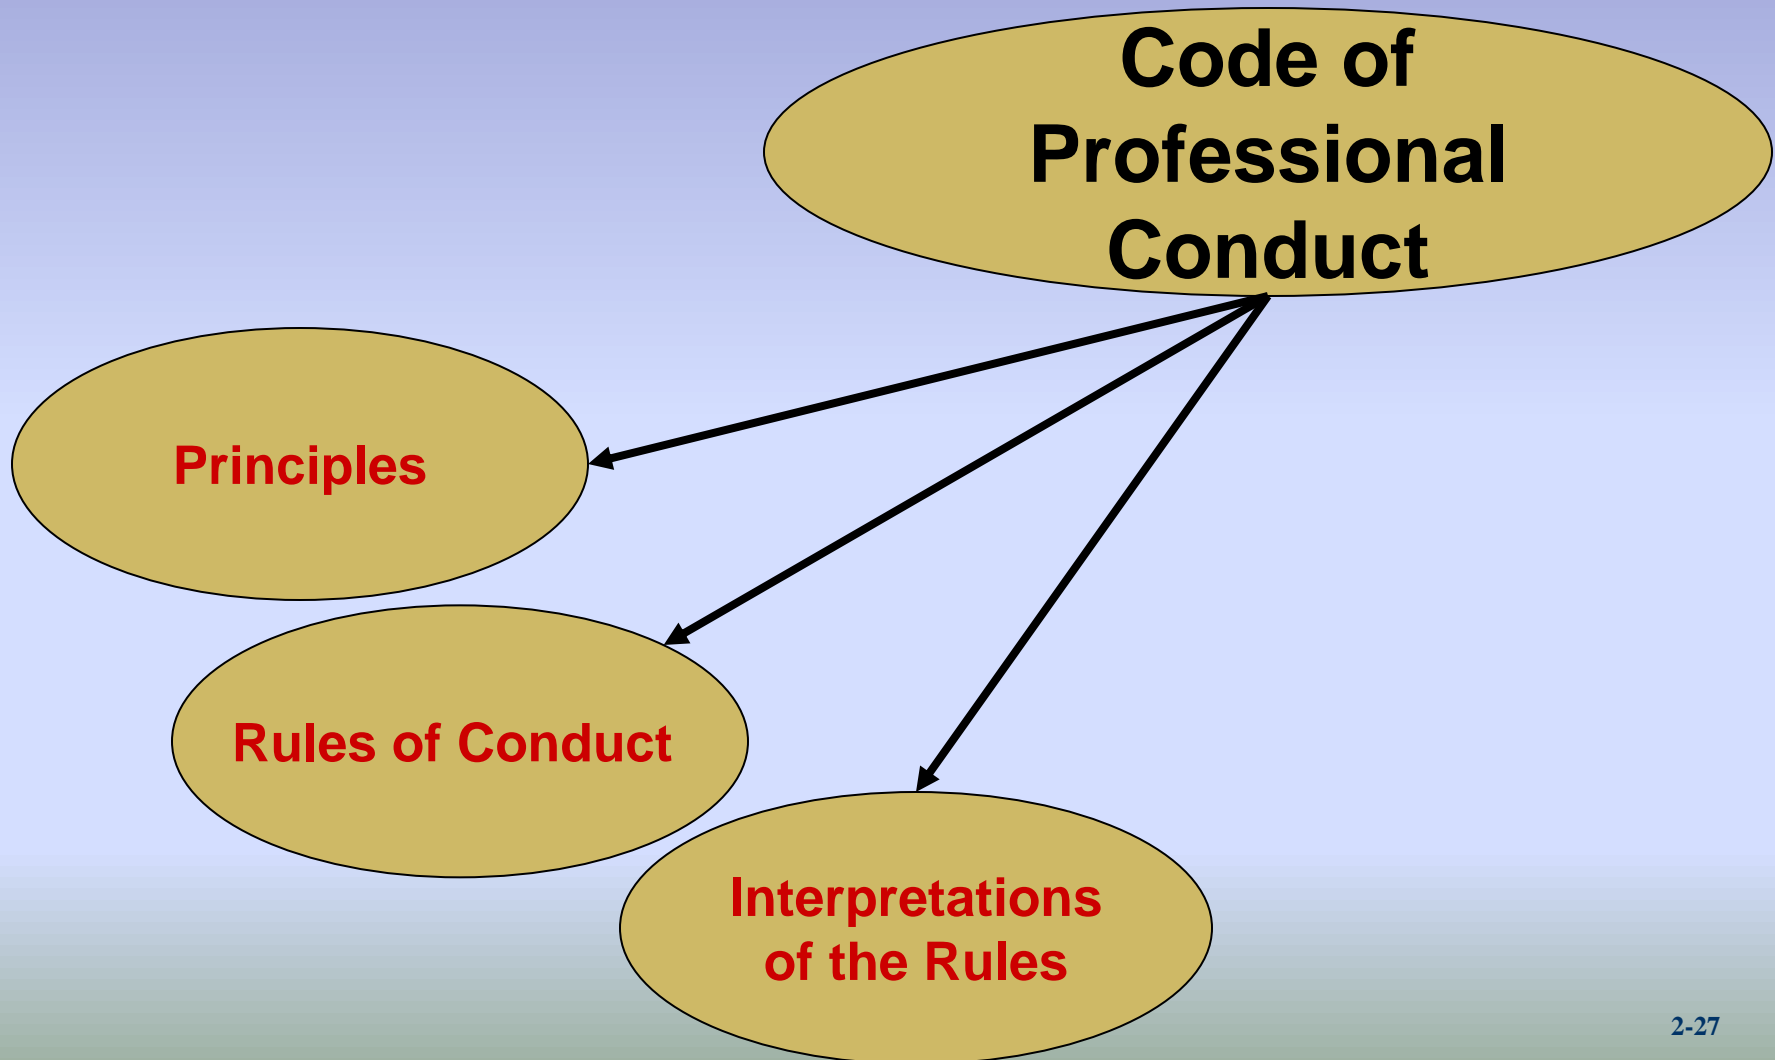 Code of
Professional
Conduct
Principles
Rules of Conduct
Interpretations
of the Rules
2-27